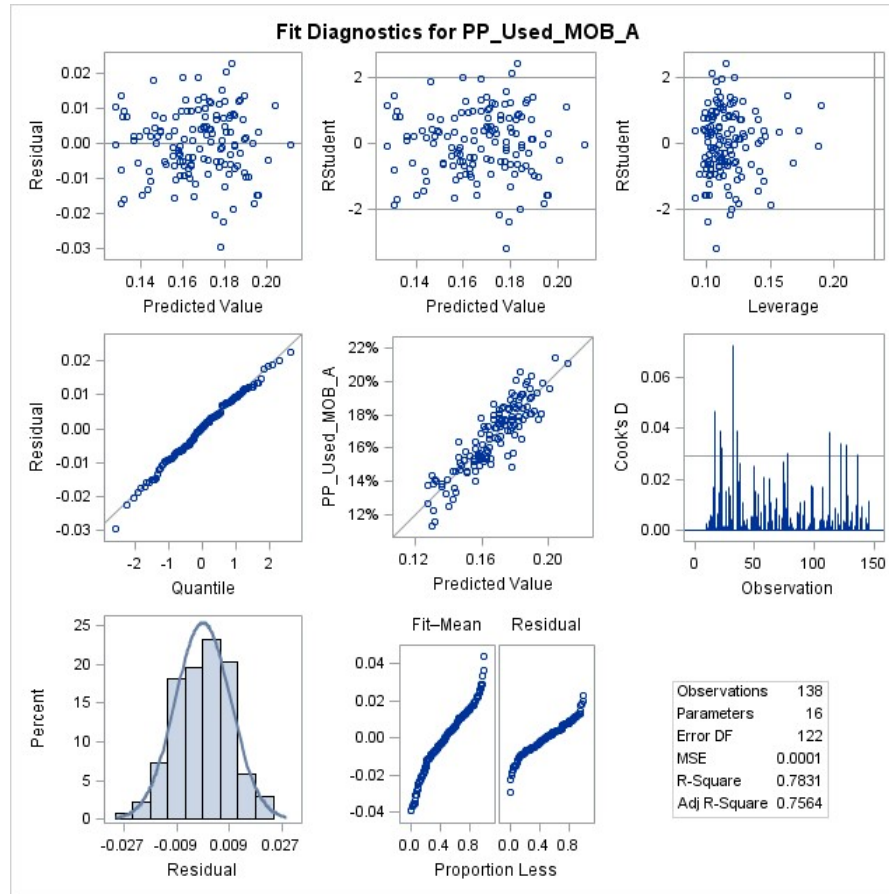 Fit Diagnostics for PP_Used_MOB_A
0.02
0.01
0.00
-0.01
-0.02
-0.03
Residual
0.14 0.16 0.18 0.20
Predicted Value
2
0
-2
RStudent
0.14 0.16 0.18 0.20
Predicted Value
2
0
-2
RStudent
0.10 0.15 0.20
Leverage
0.02
0.01
0.00
-0.01
-0.02
-0.03
Residual
-2 -1 0 1 2
Quantile
22%
20%
18%
16%
14%
12%
PP_Used_MOB_A
0.12 0.16 0.20
Predicted Value
0.06
0.04
0.02
0.00
Cook's D
0 50 100 150
Observation
25
20
15
10
5
0
Percent
-0.027 -0.009 0.009 0.027
Residual
Fit–Mean Residual
0.04
0.02
0.00
-0.02
-0.04
0.0 0.4 0.8 0.0 0.4 0.8
Proportion Less
Observations 138
Parameters 16
Error DF 122
MSE 0.0001
R-Square 0.7831
Adj R-Square 0.7564